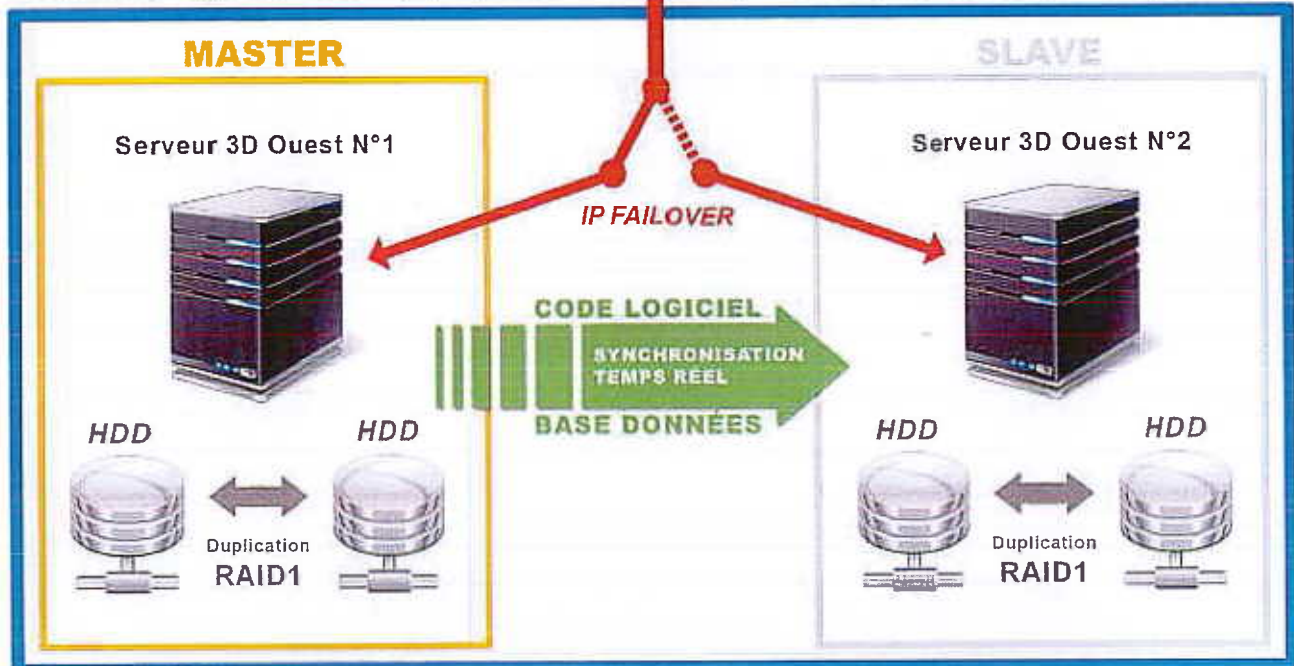 MASTER
SLAVE
Serveur 3D Ouest N°1
Serveur 3D Ouest N°2
IP FAILOVER
CODE LOGICIEL
SYNCHRONISATION
TEMPS REEL
BASE DONNÉES
HDD
HDD
HDD
HDD
Duplication
RAID1
Duplication
RAID1